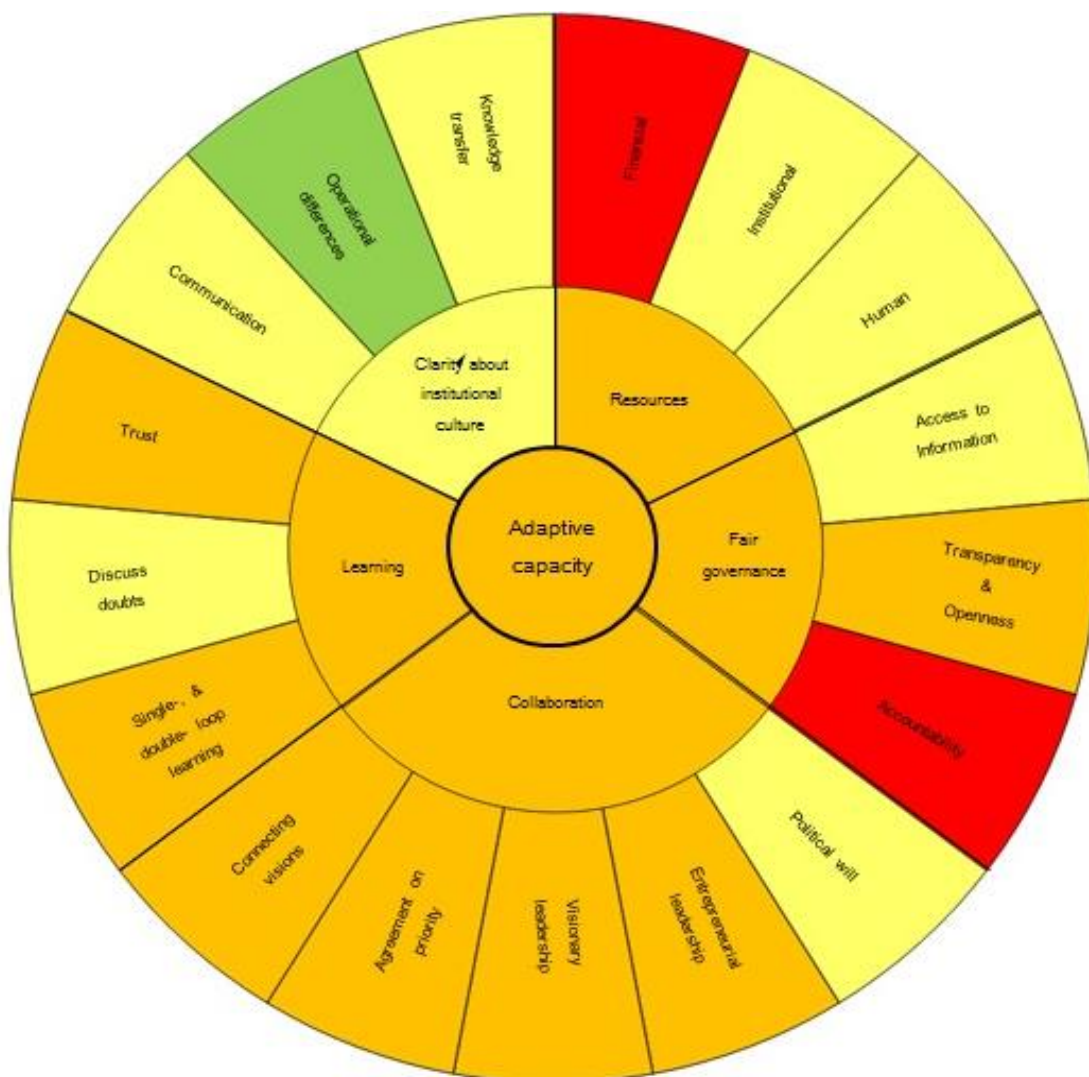 Adaptive
capacity
Resources
Fair
governance
Collaboration
Learning
Clarity about
institutional
culture
Financial
Institutional
Human
Access to
Information
Transparency
&
Openness
Accountability
Political will
Entrepreneurial
leadership
Visionary
leadership
Agreement on
priority
Connecting
visions
Single-, &
double- loop
learning
Discuss
doubts
Trust
Communication
Operational
differences
Knowledge
transfer